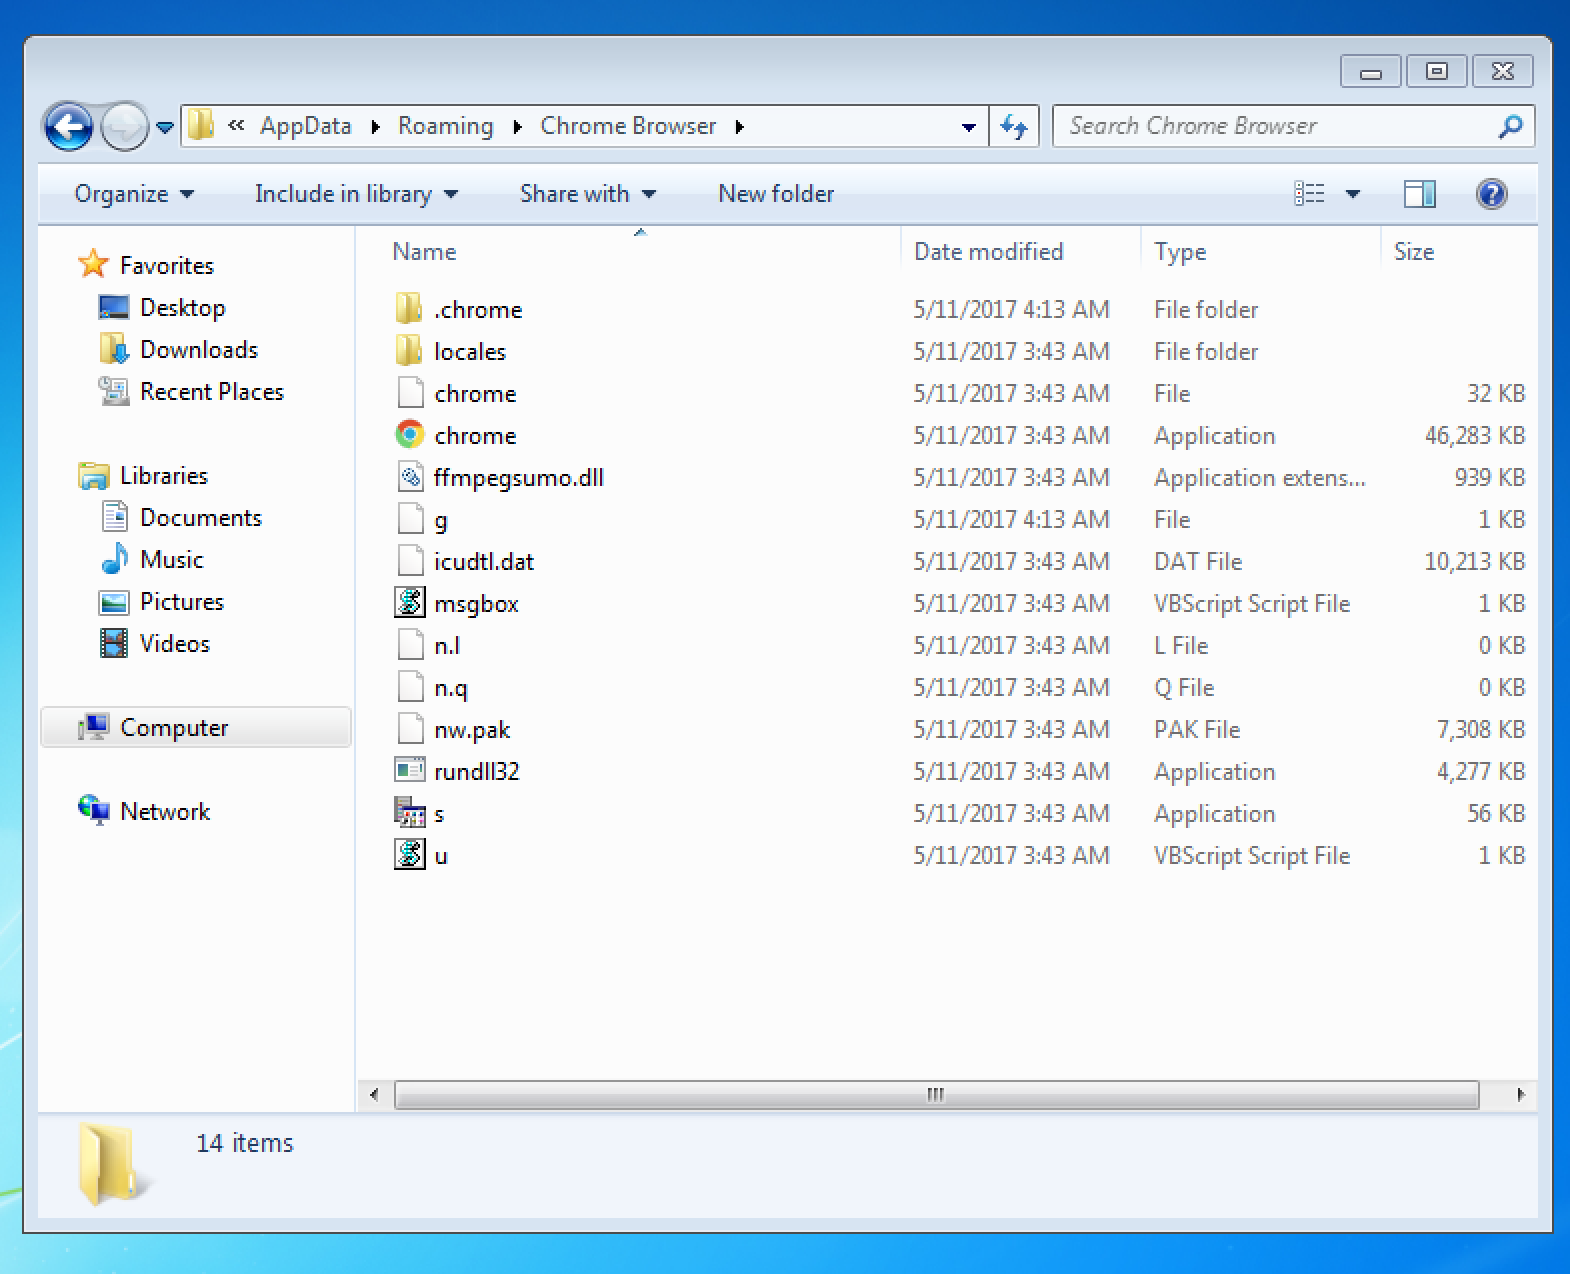 « AppData Roaming Chrome Browser Search Chrome Browser
Organize Include in library Share with New folder
Favorites
Desktop
Downloads
Recent Places
Libraries
Documents
Music
Pictures
Videos
Computer
Network
Name Date modified Type Size
.chrome 5/11/2017 4:13 AM File folder
locales 5/11/2017 3:43 AM File folder
chrome 5/11/2017 3:43 AM File 32 KB
chrome 5/11/2017 3:43 AM Application 46,283 KB
ffmpegsumo.dll 5/11/2017 3:43 AM Application extens... 939 KB
g 5/11/2017 4:13 AM File 1 KB
icudtl.dat 5/11/2017 3:43 AM DAT File 10,213 KB
msgbox 5/11/2017 3:43 AM VBScript Script File 1 KB
n.l 5/11/2017 3:43 AM L File 0 KB
n.q 5/11/2017 3:43 AM Q File 0 KB
nw.pak 5/11/2017 3:43 AM PAK File 7,308 KB
rundll32 5/11/2017 3:43 AM Application 4,277 KB
s 5/11/2017 3:43 AM Application 56 KB
u 5/11/2017 3:43 AM VBScript Script File 1 KB
14 items